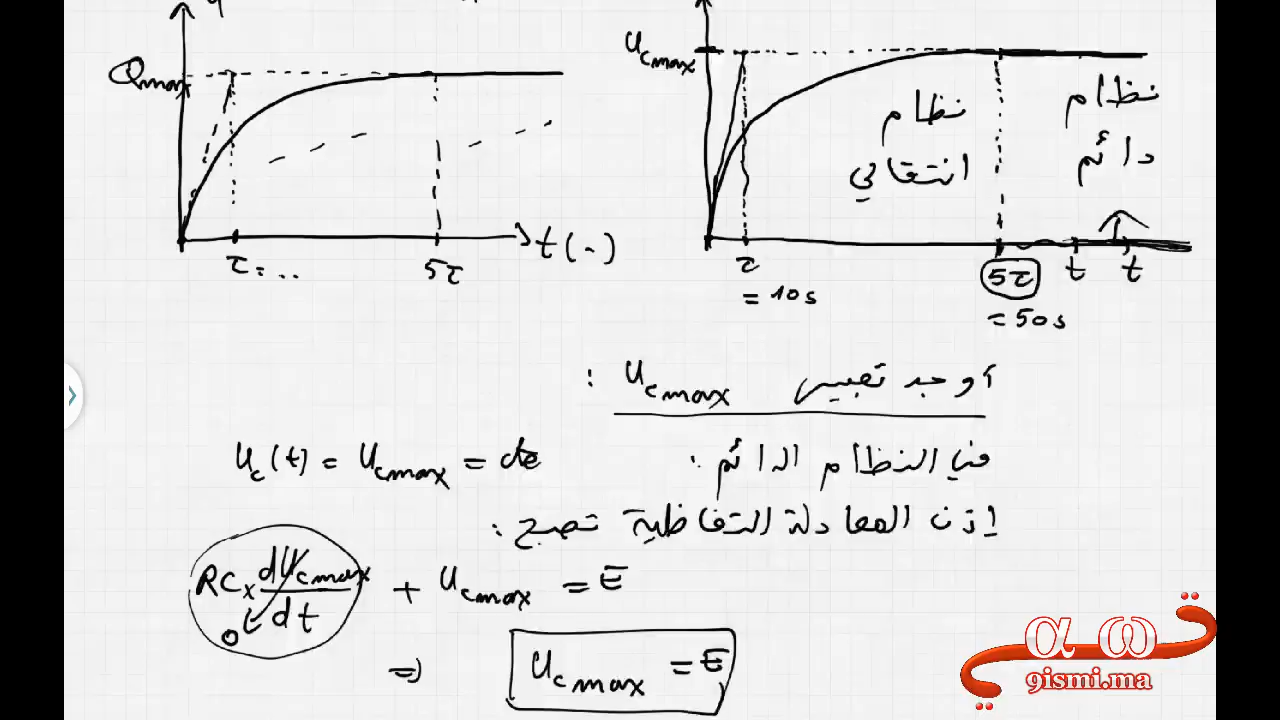 Qmax
τ = ..
5τ
t(-)
Ucmax
نظام
انتقالي
نظام
دائم
τ
= 10s
5τ
= 50s
t
t
أوجد تعبير Ucmax :
في النظام الدائم : Uc(t) = Ucmax = cte
إذن المعادلة التفاضلية تصبح :
RC x dUcmax/dt + Ucmax = E
0
=> Ucmax = E
α ω
9ismi.ma